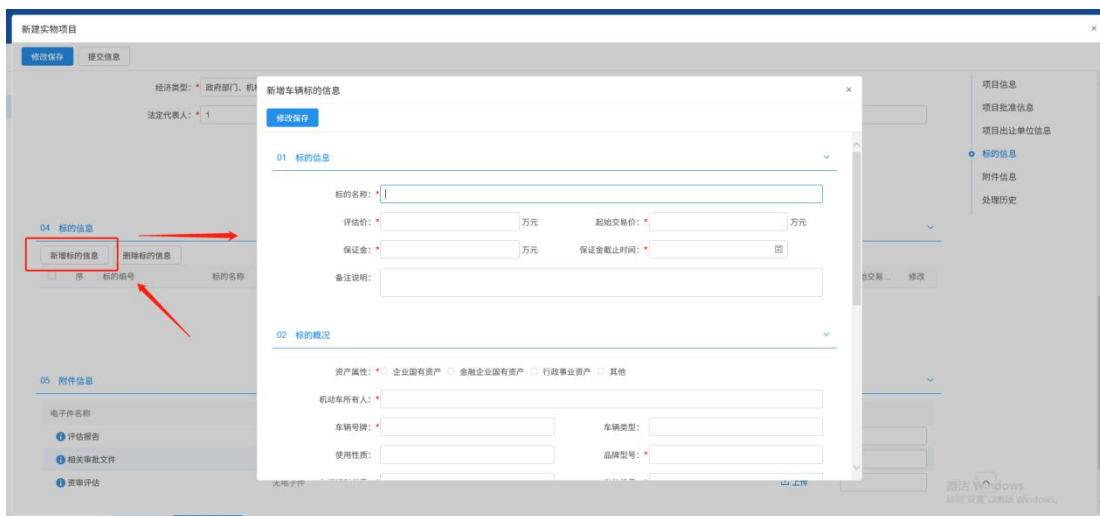 新建实物项目 ×
修改保存 提交信息
经济类型：* 政府部门、机
法定代表人：* 1
项目信息
项目批准信息
项目出让单位信息
标的信息
附件信息
处理历史
04 标的信息
新增标的信息 删除标的信息
序 标的编号 标的名称 修改
05 附件信息
电子件名称
评估报告
相关审批文件
资审评估 无电子件 上传
新增车辆标的信息 ×
修改保存
01 标的信息
标的名称：*
评估价：* 万元 起始交易价：* 万元
保证金：* 万元 保证金截止时间：*
备注说明：
02 标的概况
资产属性：* 企业国有资产 金融企业国有资产 行政事业资产 其他
机动车所有人：*
车辆号牌：* 车辆类型：
使用性质： 品牌型号：*
激活 Windows
转到"设置"以激活 Windows。